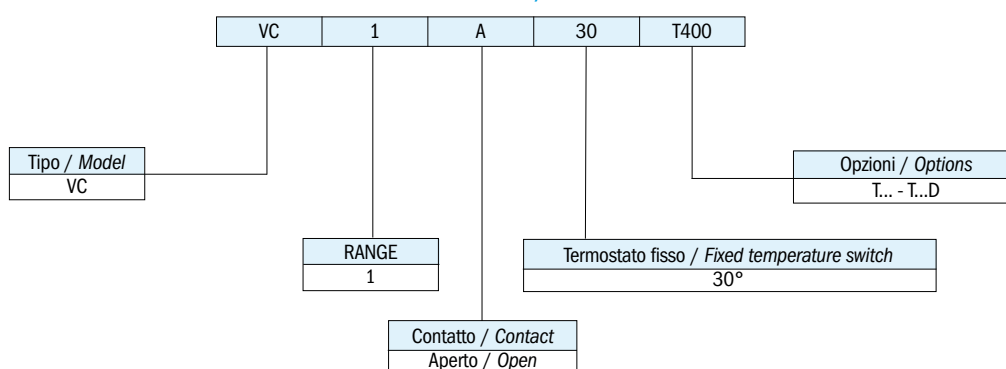 VC 1 A 30 T400
Tipo / Model
VC
Opzioni / Options
T... - T...D
RANGE
1
Termostato fisso / Fixed temperature switch
30°
Contatto / Contact
Aperto / Open